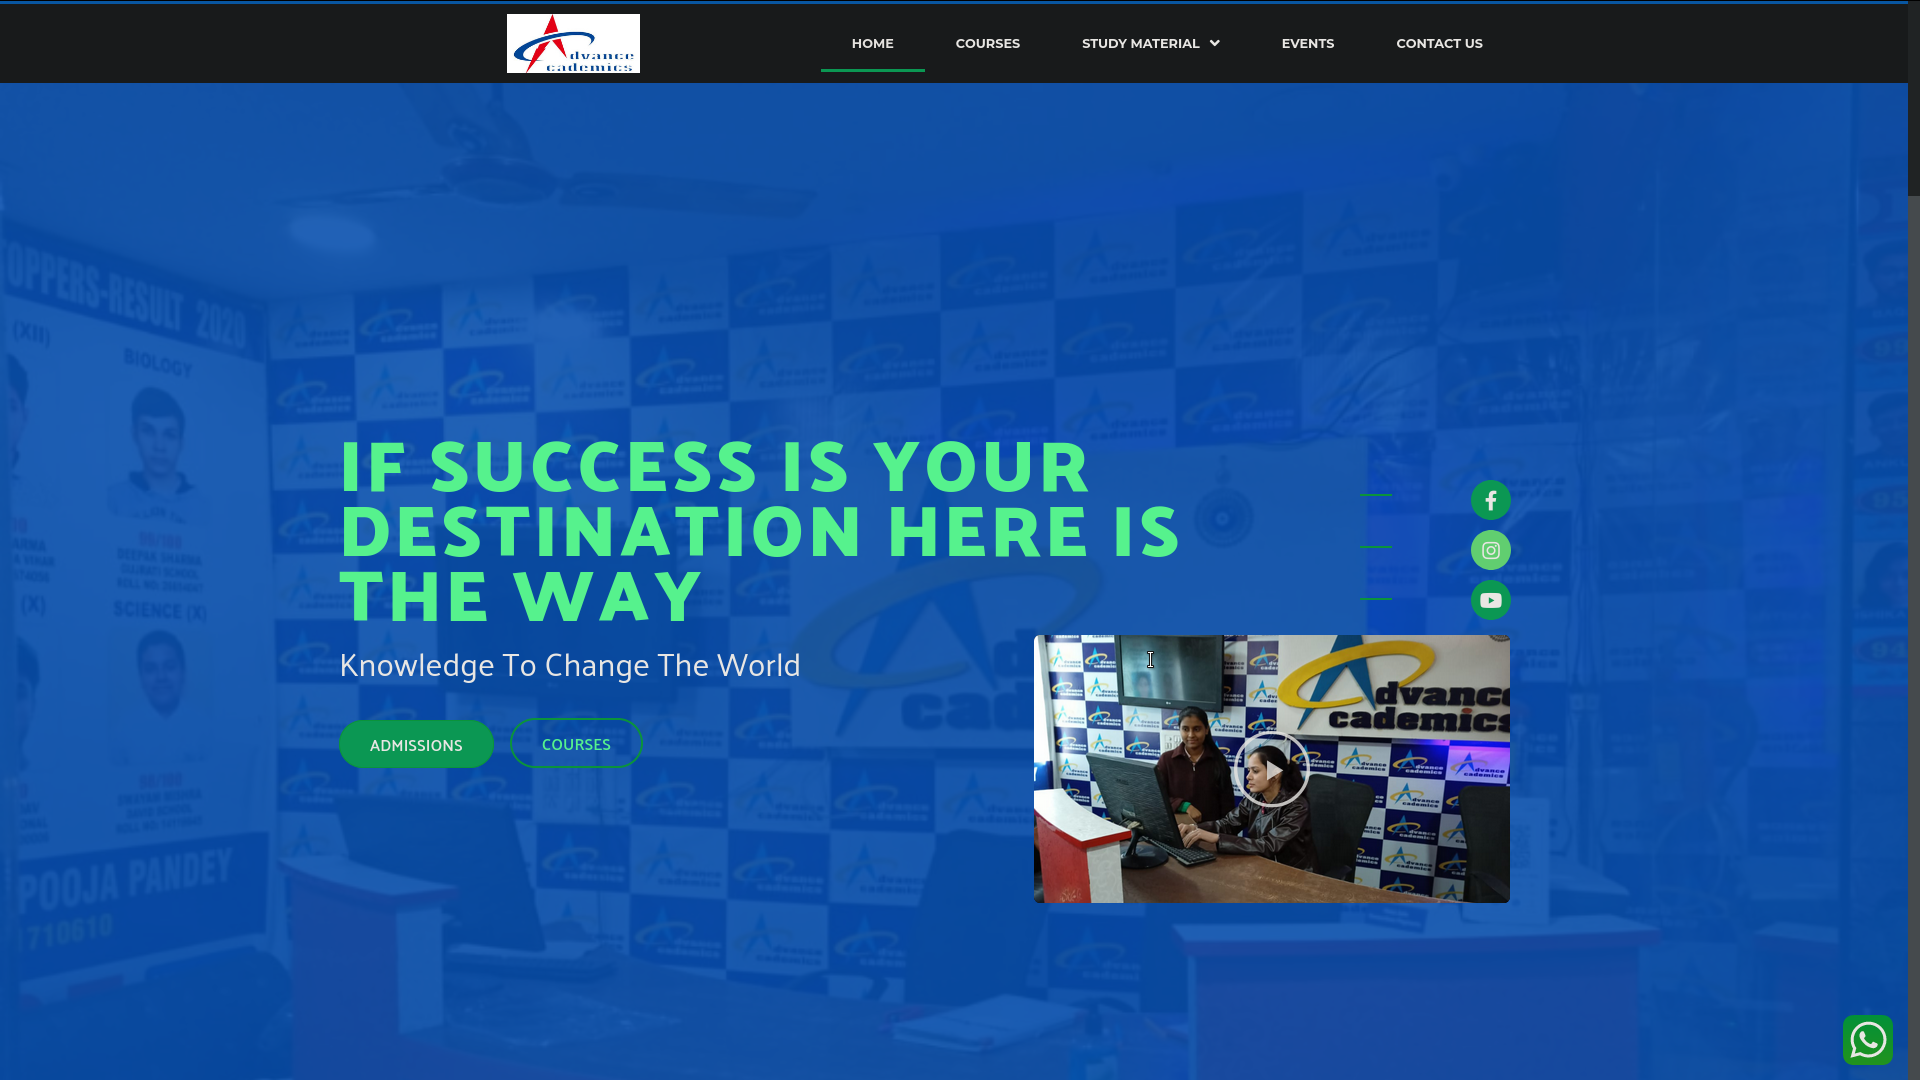 Advance
Academics
HOME
COURSES
STUDY MATERIAL
EVENTS
CONTACT US
TOPPERS-RESULT 2020
(XII)
BIOLOGY
(X)
SCIENCE (X)
POOJA PANDEY
710610
IF SUCCESS IS YOUR
DESTINATION HERE IS
THE WAY
Knowledge To Change The World
ADMISSIONS
COURSES
Advance
cademics